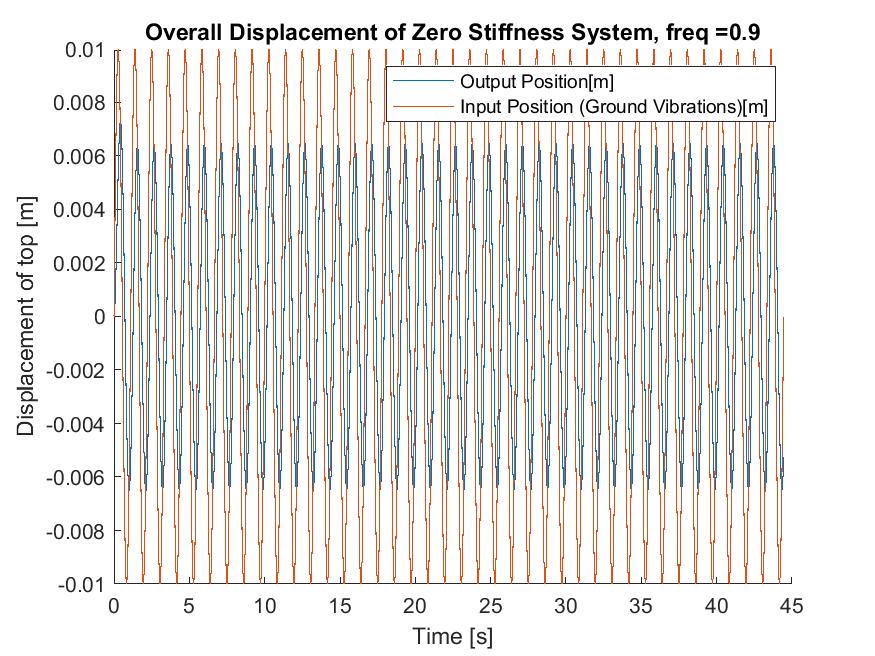 Overall Displacement of Zero Stiffness System, freq =0.9
0.01
0.008
0.006
0.004
0.002
0
-0.002
-0.004
-0.006
-0.008
-0.01
Displacement of top [m]
Output Position[m]
Input Position (Ground Vibrations)[m]
0 5 10 15 20 25 30 35 40 45
Time [s]